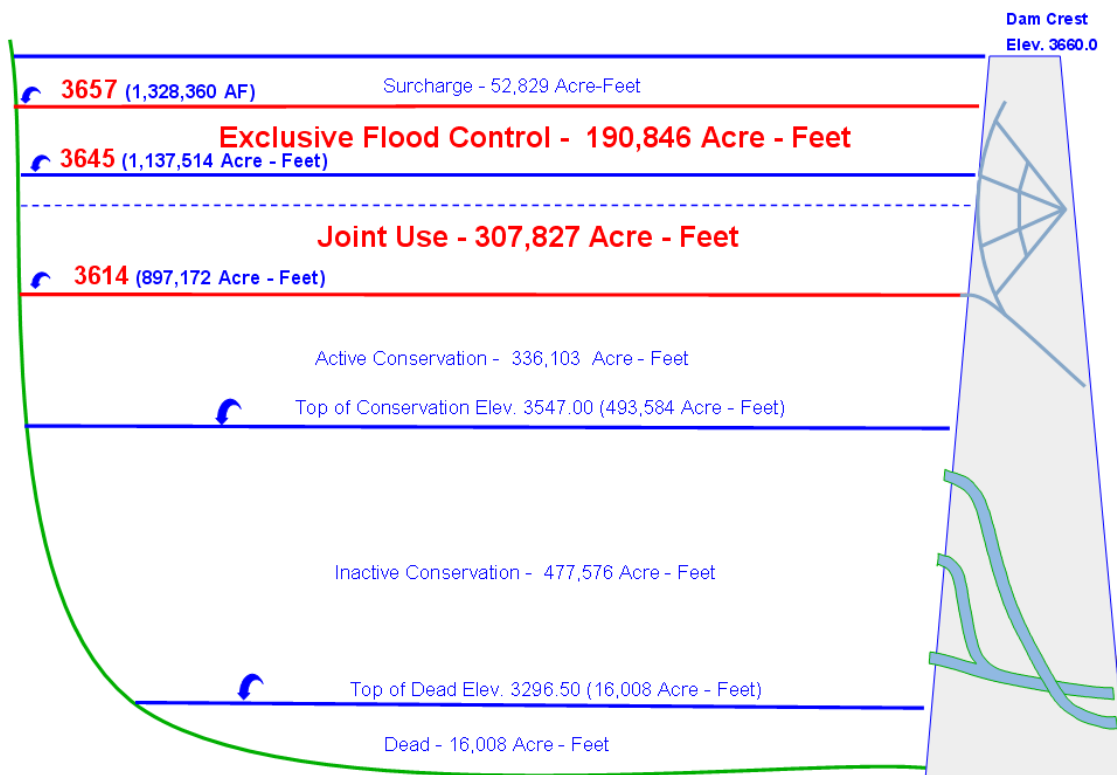 Dam Crest
Elev. 3660.0
Surcharge - 52,829 Acre-Feet
3657 (1,328,360 AF)
Exclusive Flood Control - 190,846 Acre - Feet
3645 (1,137,514 Acre - Feet)
Joint Use - 307,827 Acre - Feet
3614 (897,172 Acre - Feet)
Active Conservation - 336,103 Acre - Feet
Top of Conservation Elev. 3547.00 (493,584 Acre - Feet)
Inactive Conservation - 477,576 Acre - Feet
Top of Dead Elev. 3296.50 (16,008 Acre - Feet)
Dead - 16,008 Acre - Feet